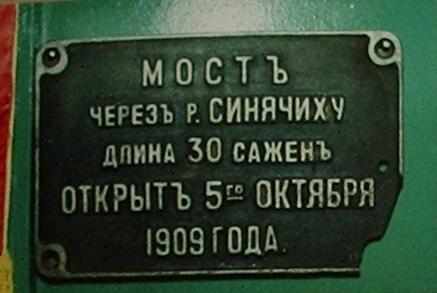 МОСТЪ
ЧЕРЕЗЪ Р. СИНЯЧИХУ
ДЛИНА 30 САЖЕНЪ
ОТКРЫТЪ 5ГО ОКТЯБРЯ
1909 ГОДА.